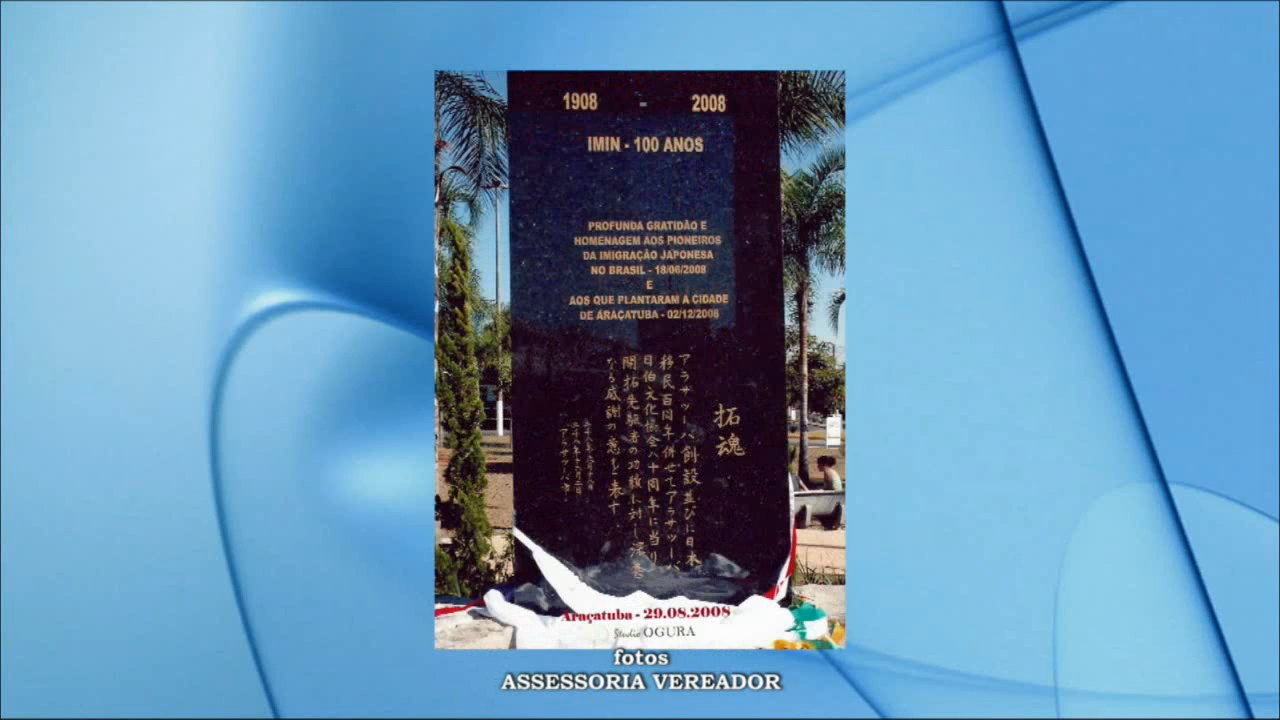 1908 - 2008
IMIN - 100 ANOS
PROFUNDA GRATIDÃO E
HOMENAGEM AOS PIONEIROS
DA IMIGRAÇÃO JAPONESA
NO BRASIL - 18/06/2008
E
AOS QUE PLANTARAM A CIDADE
DE ARAÇATUBA - 02/12/2008
拓魂
アラサツーバ創設並びに日本
移民百周年併せてアラサツーバ
日伯文化協会八十周年に当り
開拓先駆者の功績に対し深甚
なる感謝の意を表す
Araçatuba - 29.08.2008
Studio OGURA
fotos
ASSESSORIA VEREADOR